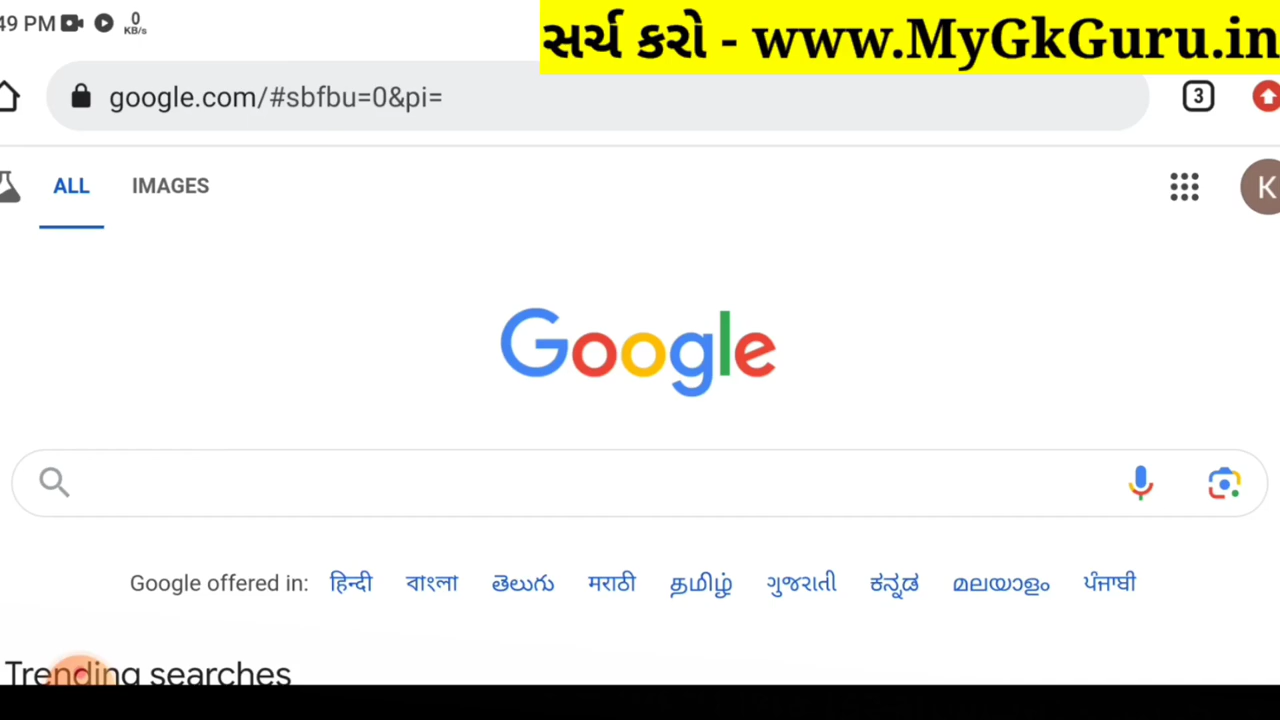 49 PM 0 KB/s
સર્ચ કરો - www.MyGkGuru.in
google.com/#sbfbu=0&pi=
3
ALL IMAGES
K
Google
Google offered in: हिन्दी বাংলা తెలుగు मराठी தமிழ் ગુજરાતી ಕನ್ನಡ മലയാളം ਪੰਜਾਬੀ
Trending searches